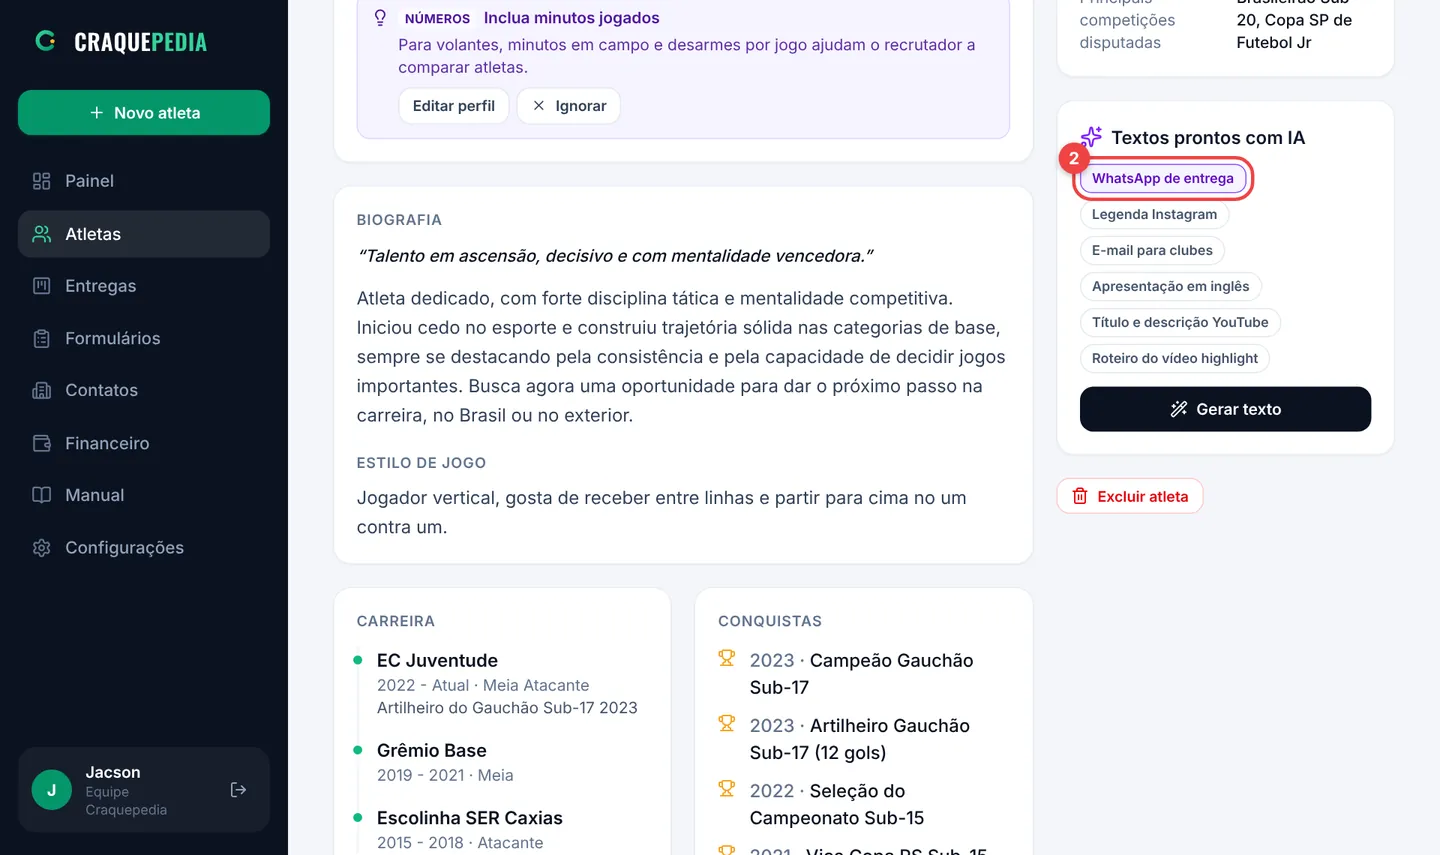 CRAQUEPEDIA
+ Novo atleta
Painel
Atletas
Entregas
Formulários
Contatos
Financeiro
Manual
Configurações
J
Jacson
Equipe
Craquepedia
NÚMEROS Inclua minutos jogados
Para volantes, minutos em campo e desarmes por jogo ajudam o recrutador a
comparar atletas.
Editar perfil
Ignorar
BIOGRAFIA
“Talento em ascensão, decisivo e com mentalidade vencedora.”
Atleta dedicado, com forte disciplina tática e mentalidade competitiva.
Iniciou cedo no esporte e construiu trajetória sólida nas categorias de base,
sempre se destacando pela consistência e pela capacidade de decidir jogos
importantes. Busca agora uma oportunidade para dar o próximo passo na
carreira, no Brasil ou no exterior.
ESTILO DE JOGO
Jogador vertical, gosta de receber entre linhas e partir para cima no um
contra um.
CARREIRA
EC Juventude
2022 - Atual · Meia Atacante
Artilheiro do Gauchão Sub-17 2023
Grêmio Base
2019 - 2021 · Meia
Escolinha SER Caxias
2015 - 2018 · Atacante
CONQUISTAS
2023 · Campeão Gauchão
Sub-17
2023 · Artilheiro Gauchão
Sub-17 (12 gols)
2022 · Seleção do
Campeonato Sub-15
2021 · Vice Copa RS Sub-15
Principais
competições
disputadas
Brasileirão Sub-
20, Copa SP de
Futebol Jr
Textos prontos com IA
2
WhatsApp de entrega
Legenda Instagram
E-mail para clubes
Apresentação em inglês
Título e descrição YouTube
Roteiro do vídeo highlight
Gerar texto
Excluir atleta